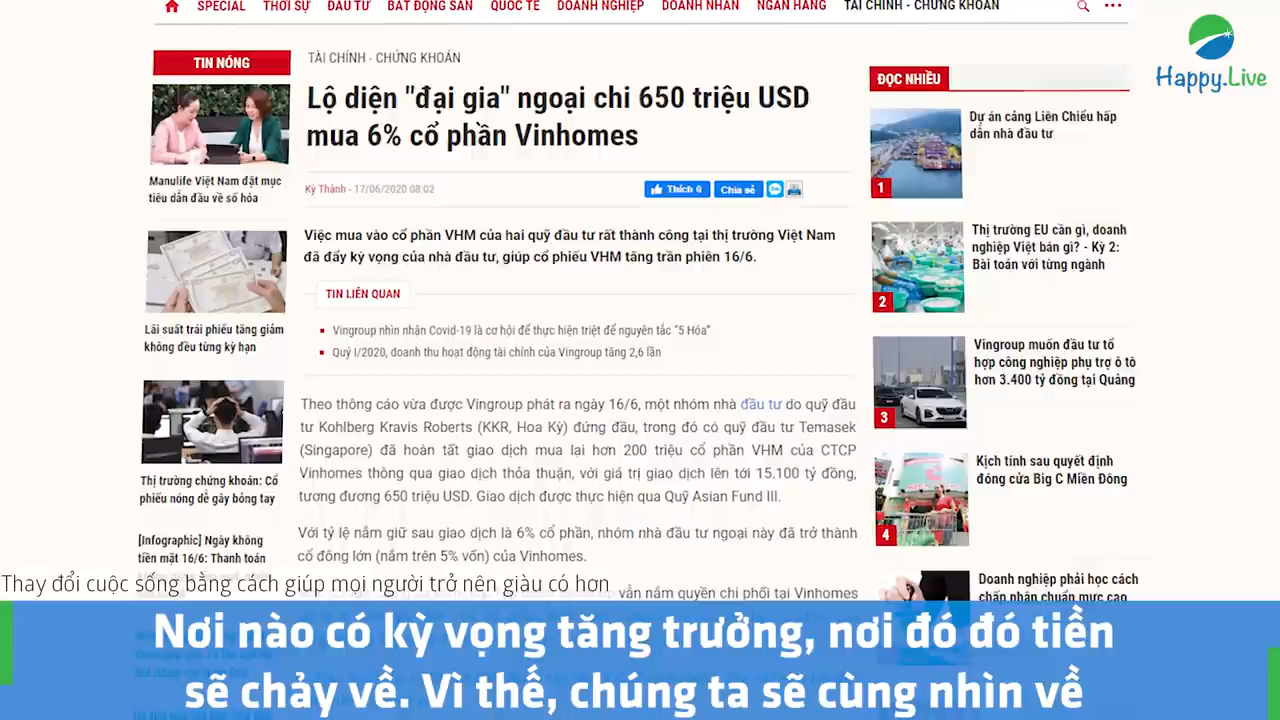 SPECIAL THỜI SỰ ĐẦU TƯ BẤT ĐỘNG SẢN QUỐC TẾ DOANH NGHIỆP DOANH NHÂN NGÂN HÀNG TÀI CHÍNH - CHỨNG KHOÁN
Happy.Live
TIN NÓNG
Manulife Việt Nam đặt mục
tiêu dẫn đầu về số hóa
Lãi suất trái phiếu tăng giảm
không đều từng kỳ hạn
Thị trường chứng khoán: Cổ
phiếu nóng dễ gây bỏng tay
[Infographic] Ngày không
tiền mặt 16/6: Thanh toán
TÀI CHÍNH - CHỨNG KHOÁN
Lộ diện "đại gia" ngoại chi 650 triệu USD
mua 6% cổ phần Vinhomes
Kỳ Thành - 17/06/2020 08:02
Thích 0 Chia sẻ
Việc mua vào cổ phần VHM của hai quỹ đầu tư rất thành công tại thị trường Việt Nam
đã đẩy kỳ vọng của nhà đầu tư, giúp cổ phiếu VHM tăng trần phiên 16/6.
TIN LIÊN QUAN
Vingroup nhìn nhận Covid-19 là cơ hội để thực hiện triệt để nguyên tắc "5 Hóa"
Quý I/2020, doanh thu hoạt động tài chính của Vingroup tăng 2,6 lần
Theo thông cáo vừa được Vingroup phát ra ngày 16/6, một nhóm nhà đầu tư do quỹ đầu
tư Kohlberg Kravis Roberts (KKR, Hoa Kỳ) đứng đầu, trong đó có quỹ đầu tư Temasek
(Singapore) đã hoàn tất giao dịch mua lại hơn 200 triệu cổ phần VHM của CTCP
Vinhomes thông qua giao dịch thỏa thuận, với giá trị giao dịch lên tới 15.100 tỷ đồng,
tương đương 650 triệu USD. Giao dịch được thực hiện qua Quỹ Asian Fund III.
Với tỷ lệ nắm giữ sau giao dịch là 6% cổ phần, nhóm nhà đầu tư ngoại này đã trở thành
cổ đông lớn (nắm trên 5% vốn) của Vinhomes.
vẫn nắm quyền chi phối tại Vinhomes
ĐỌC NHIỀU
1
Dự án cảng Liên Chiểu hấp
dẫn nhà đầu tư
2
Thị trường EU cần gì, doanh
nghiệp Việt bán gì? - Kỳ 2:
Bài toán với từng ngành
3
Vingroup muốn đầu tư tổ
hợp công nghiệp phụ trợ ô tô
hơn 3.400 tỷ đồng tại Quảng
4
Kịch tính sau quyết định
đóng cửa Big C Miền Đông
Doanh nghiệp phải học cách
chấp nhận chuẩn mực cao
Thay đổi cuộc sống bằng cách giúp mọi người trở nên giàu có hơn
Nơi nào có kỳ vọng tăng trưởng, nơi đó đó tiền
sẽ chảy về. Vì thế, chúng ta sẽ cùng nhìn về